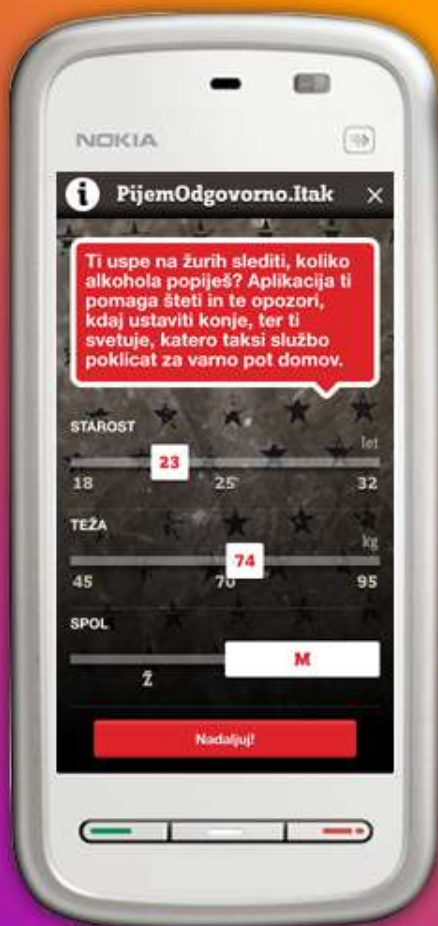 NOKIA
i PijemOdgovorno.Itak ×
Ti uspe na žurih slediti, koliko
alkohola popiješ? Aplikacija ti
pomaga šteti in te opozori,
kdaj ustaviti konje, ter ti
svetuje, katero taksi službo
poklicat za varno pot domov.
STAROST
let
23
18 25 32
TEŽA
kg
74
45 70 95
SPOL
M
Ž
Nadaljuj!